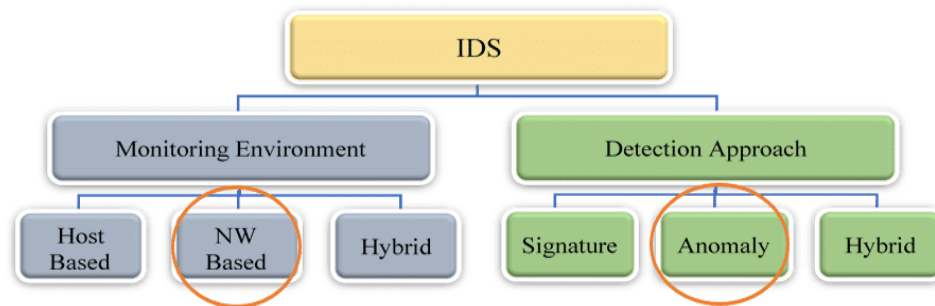 IDS
Monitoring Environment
Detection Approach
Host
Based
NW
Based
Hybrid
Signature
Anomaly
Hybrid